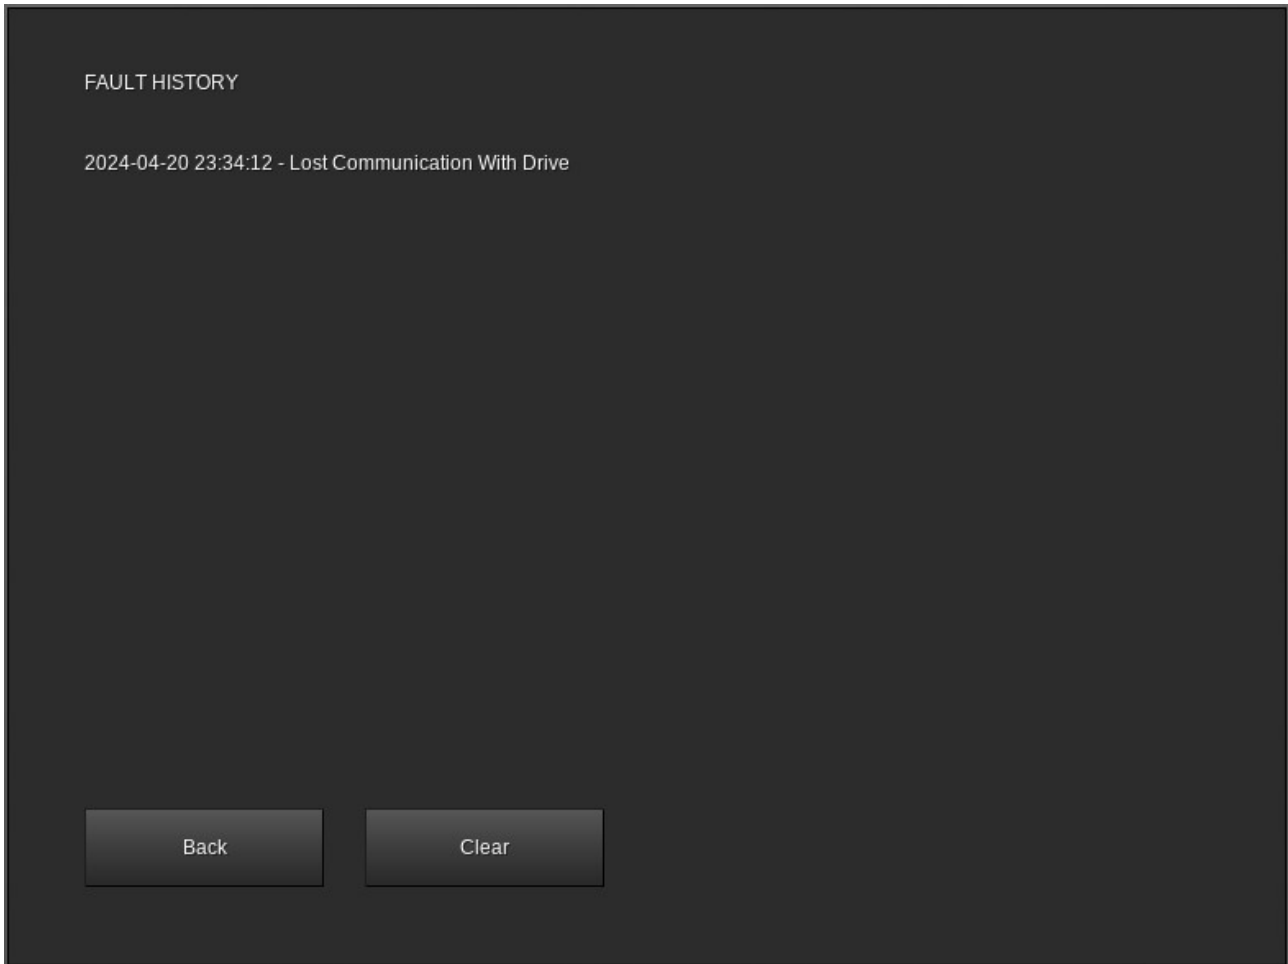 FAULT HISTORY
2024-04-20 23:34:12 - Lost Communication With Drive
Back
Clear